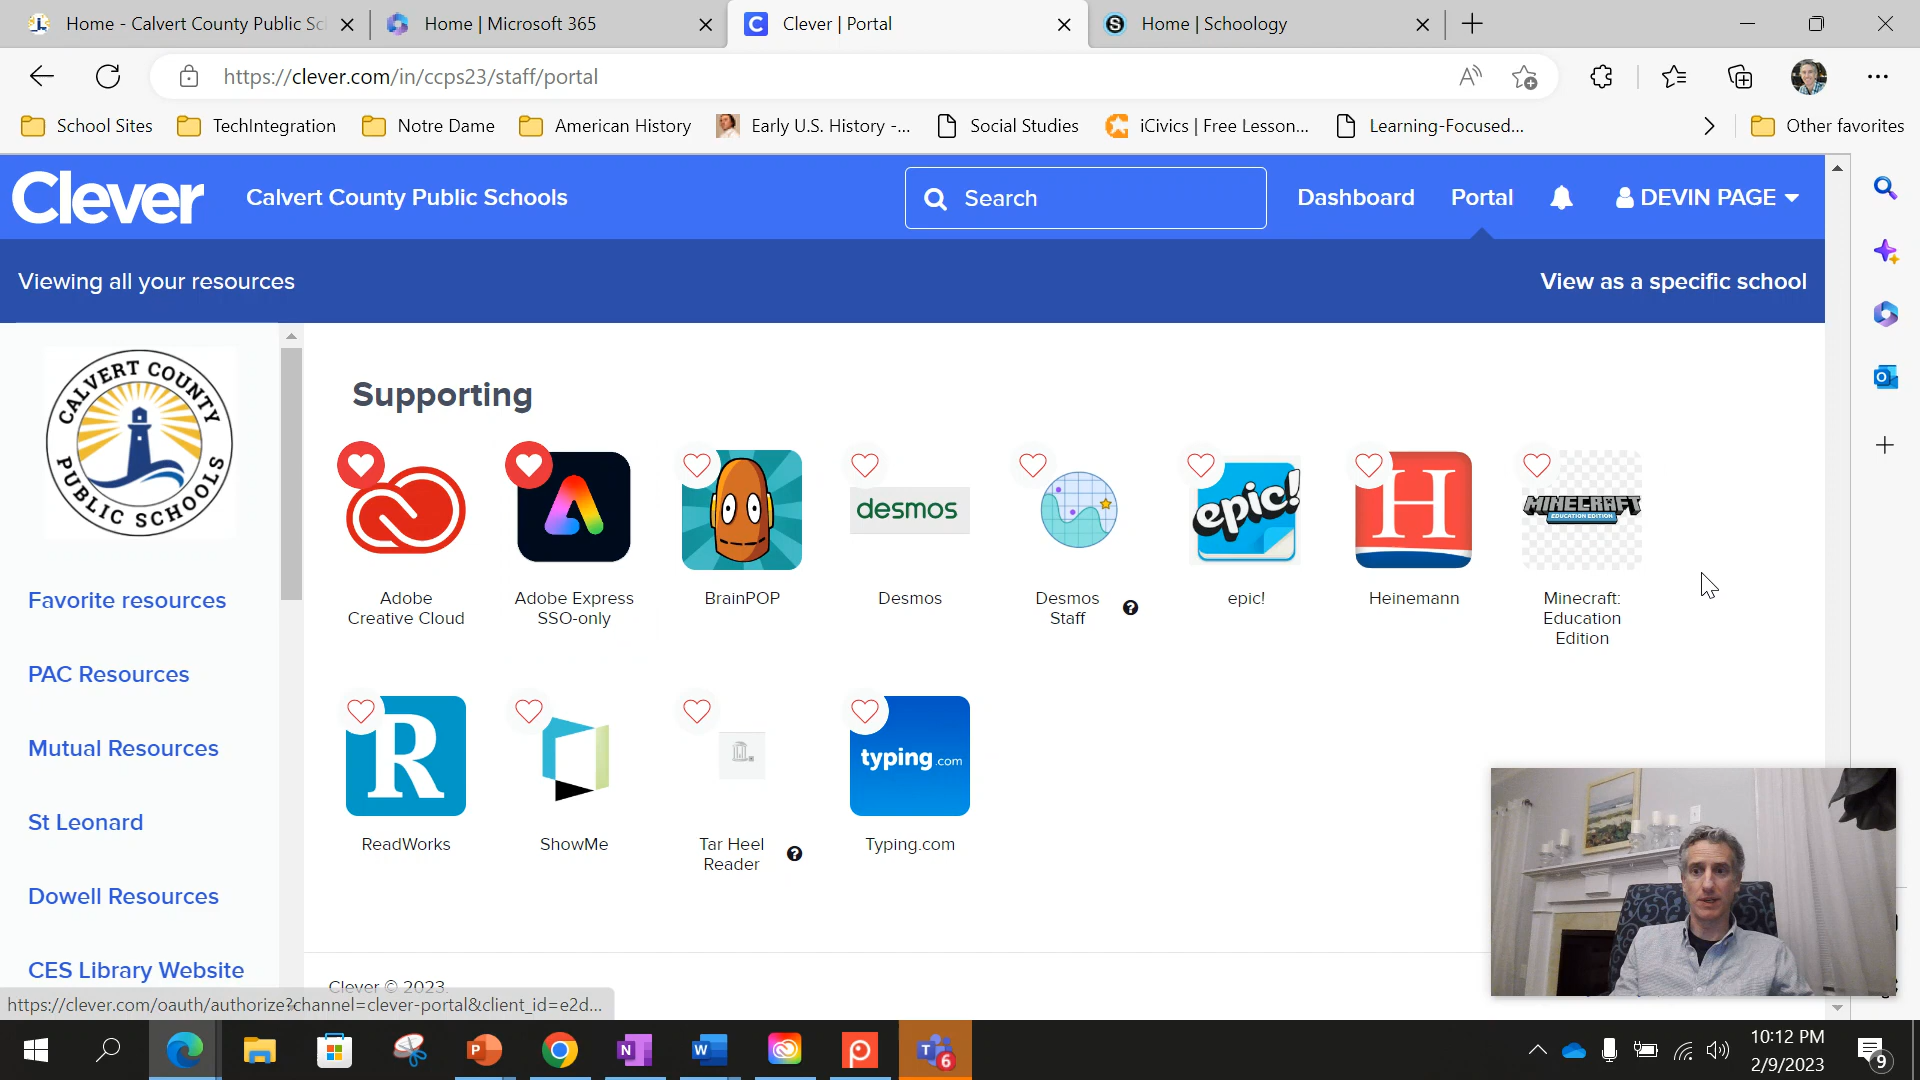 Home - Calvert County Public Sc
Home | Microsoft 365
Clever | Portal
Home | Schoology
https://clever.com/in/ccps23/staff/portal
School Sites
TechIntegration
Notre Dame
American History
Early U.S. History -...
Social Studies
iCivics | Free Lesson...
Learning-Focused...
Other favorites
Clever
Calvert County Public Schools
Search
Dashboard
Portal
DEVIN PAGE
Viewing all your resources
View as a specific school
CALVERT COUNTY
PUBLIC SCHOOLS
Favorite resources
PAC Resources
Mutual Resources
St Leonard
Dowell Resources
CES Library Website
Supporting
desmos
epic!
H
MINECRAFT
EDUCATION EDITION
Adobe
Creative Cloud
Adobe Express
SSO-only
BrainPOP
Desmos
Desmos
Staff
epic!
Heinemann
Minecraft:
Education
Edition
R
typing.com
ReadWorks
ShowMe
Tar Heel
Reader
Typing.com
Clever © 2023
https://clever.com/oauth/authorize?channel=clever-portal&client_id=e2d...
10:12 PM
2/9/2023
6
9